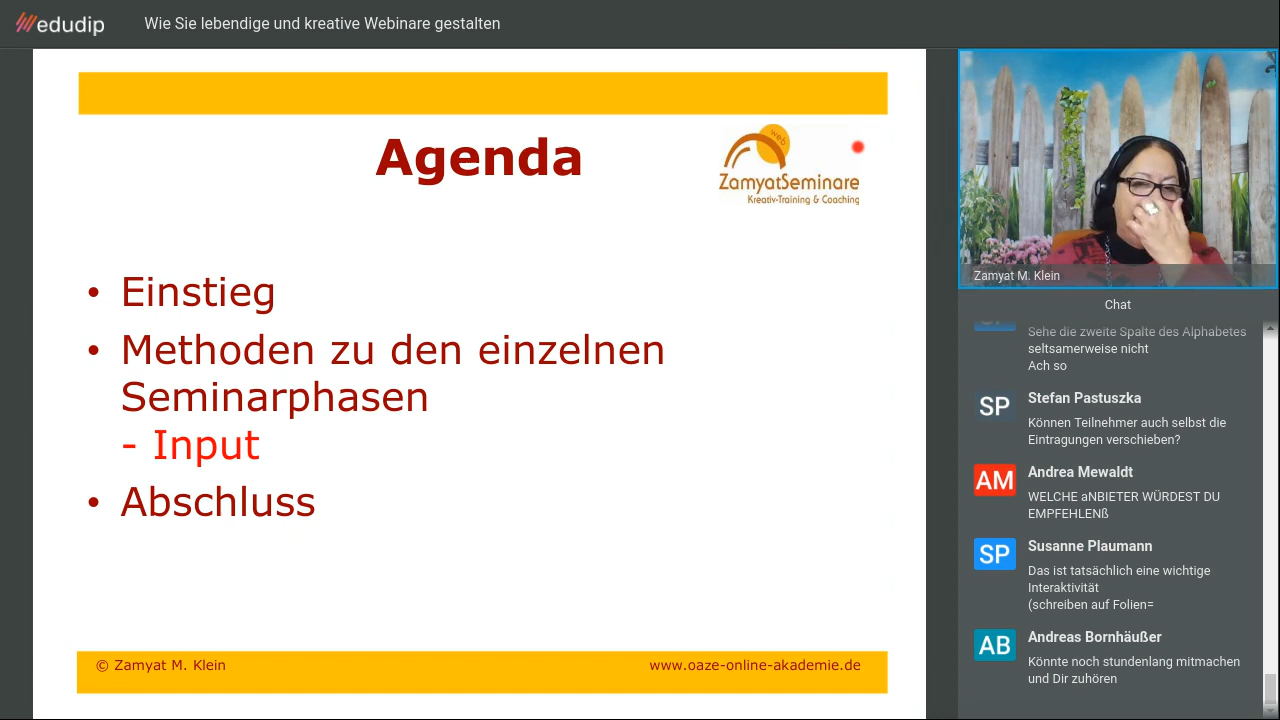 edudip
Wie Sie lebendige und kreative Webinare gestalten
Agenda
web
ZamyatSeminare
Kreativ-Training & Coaching
• Einstieg
• Methoden zu den einzelnen
Seminarphasen
- Input
• Abschluss
© Zamyat M. Klein
www.oaze-online-akademie.de
Zamyat M. Klein
Chat
Sehe die zweite Spalte des Alphabetes
seltsamerweise nicht
Ach so
SP
Stefan Pastuszka
Können Teilnehmer auch selbst die
Eintragungen verschieben?
AM
Andrea Mewaldt
WELCHE aNBIETER WÜRDEST DU
EMPFEHLENß
SP
Susanne Plaumann
Das ist tatsächlich eine wichtige
Interaktivität
(schreiben auf Folien=
AB
Andreas Bornhäußer
Könnte noch stundenlang mitmachen
und Dir zuhören